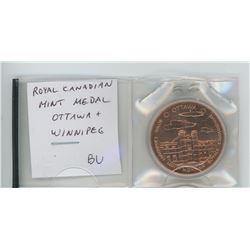 ROYAL CANADIAN
MINT MEDAL
OTTAWA +
WINNIPEG
BU
OTTAWA